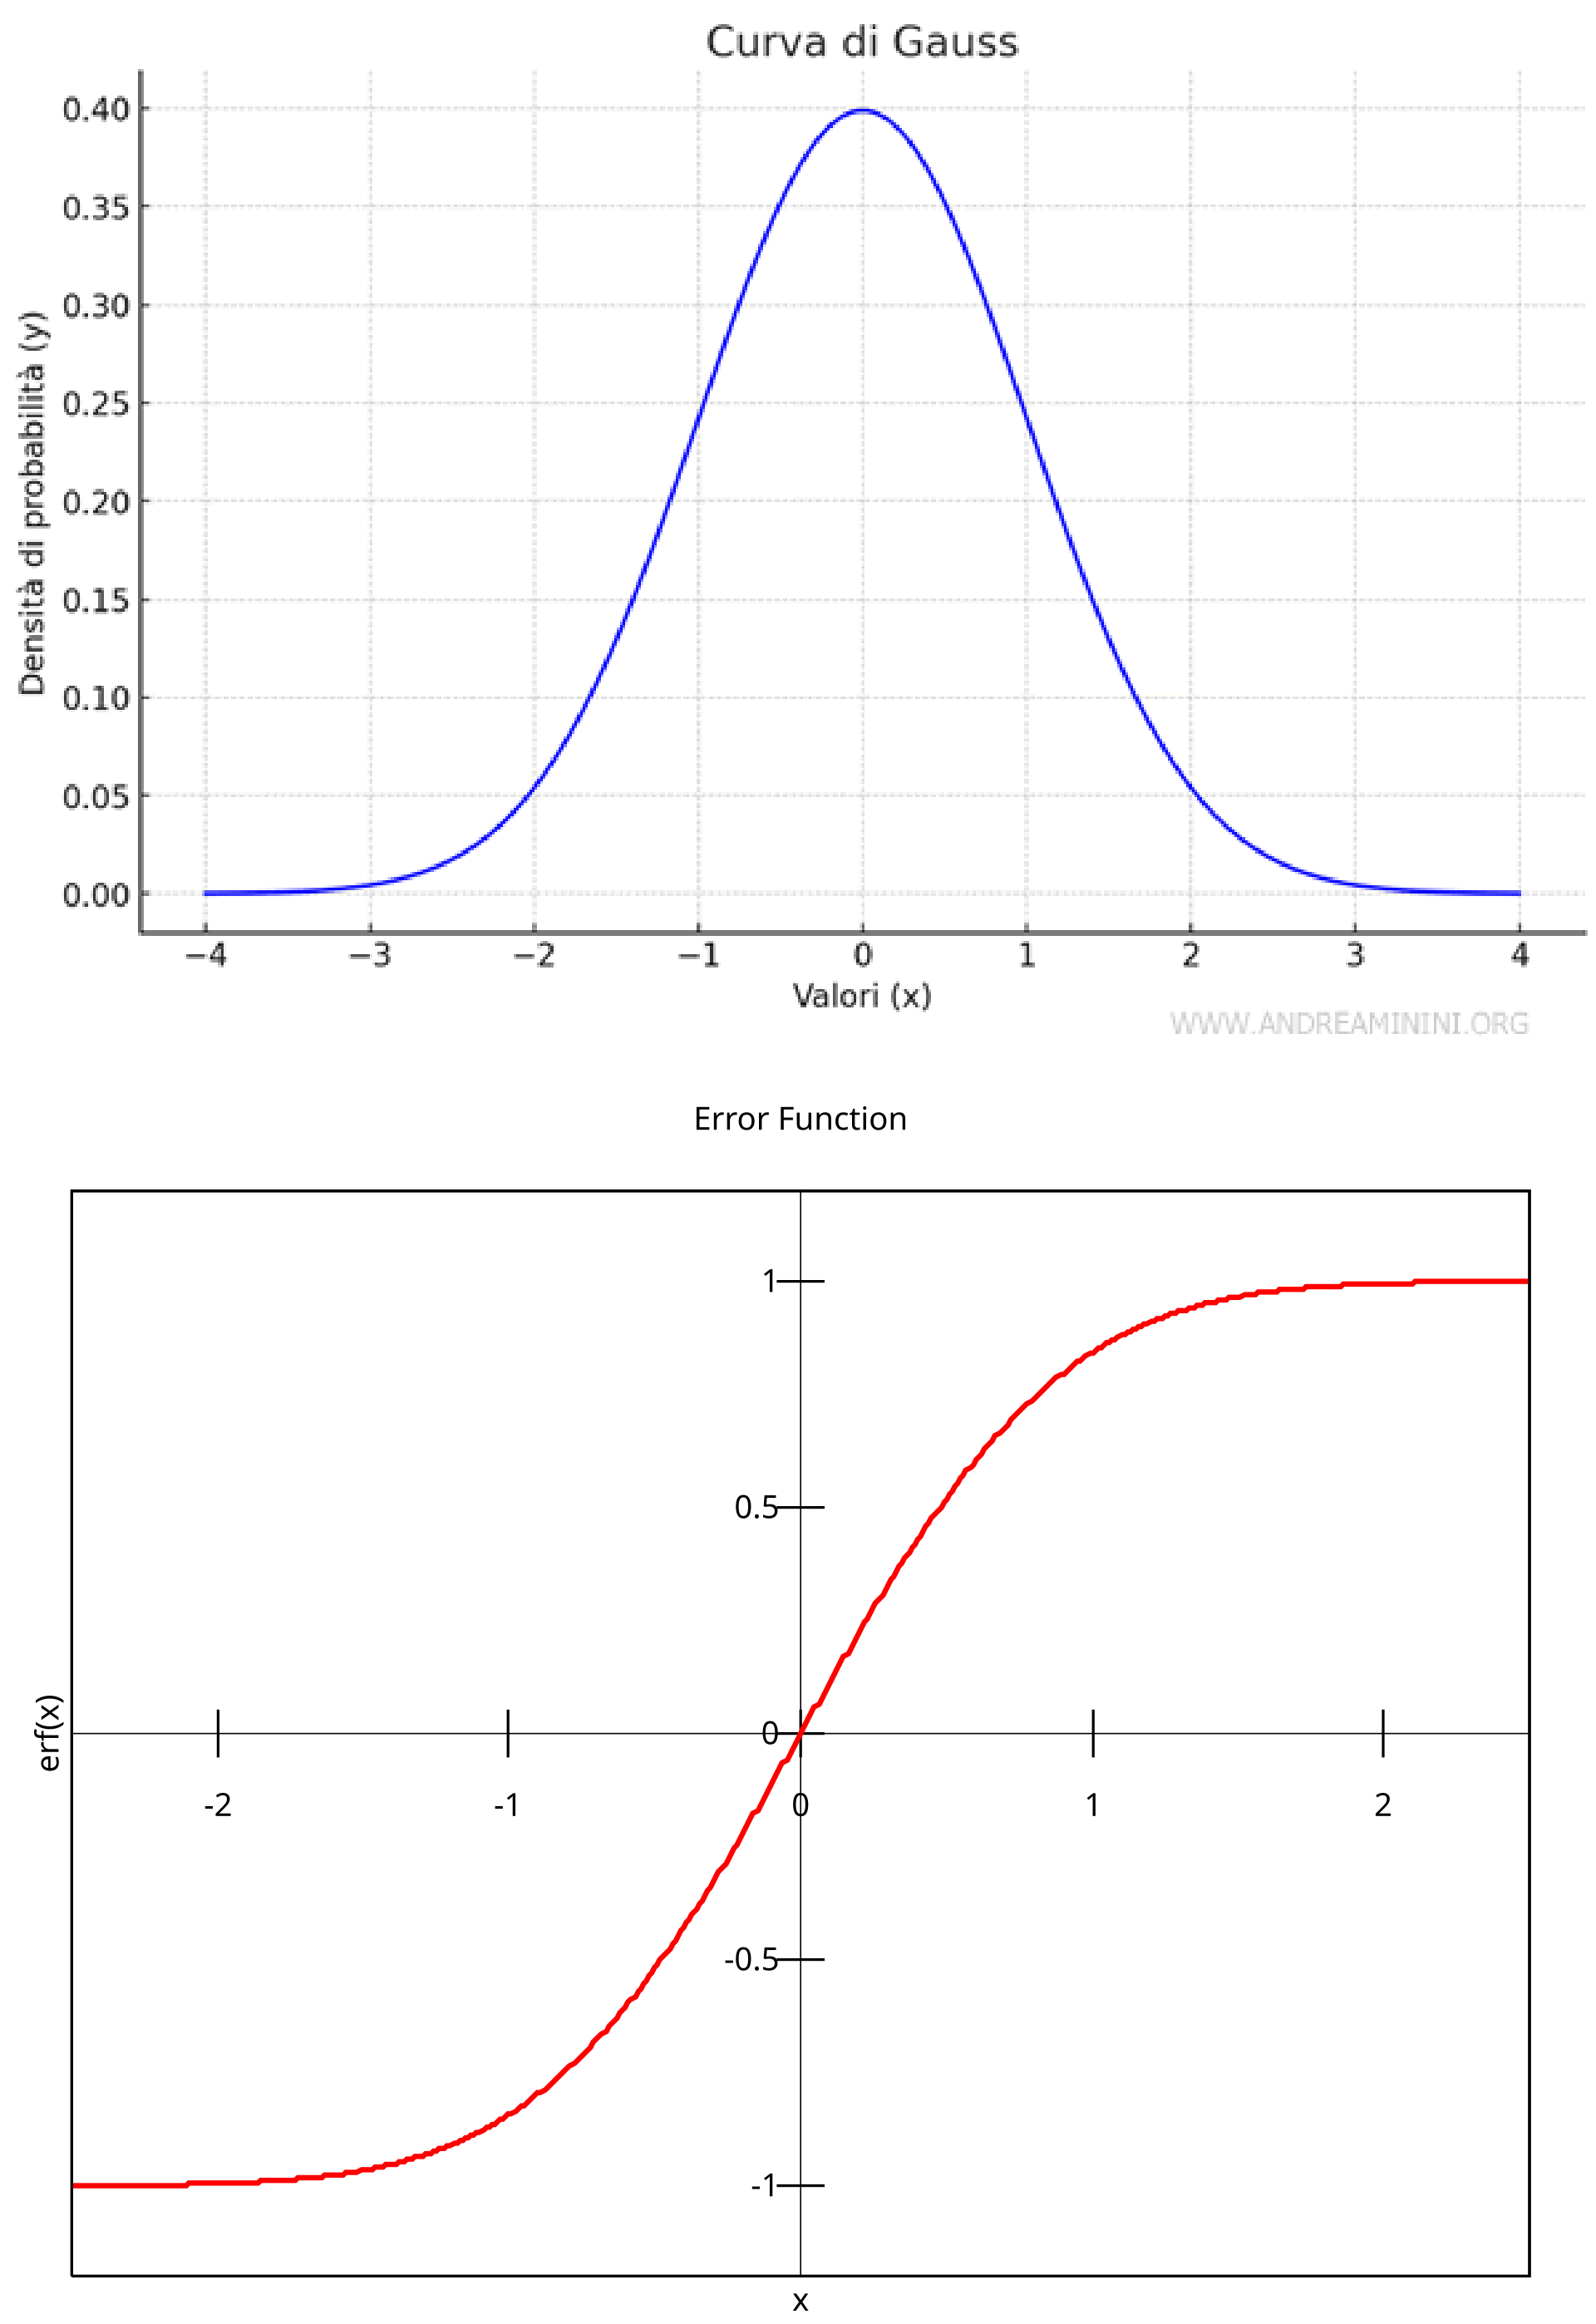 Curva di Gauss
0.40
0.35
0.30
0.25
0.20
0.15
0.10
0.05
0.00
Densità di probabilità (y)
−4 −3 −2 −1 0 1 2 3 4
Valori (x)
WWW.ANDREAMININI.ORG
Error Function
1
0.5
0
-2 -1 0 1 2
-0.5
-1
erf(x)
x